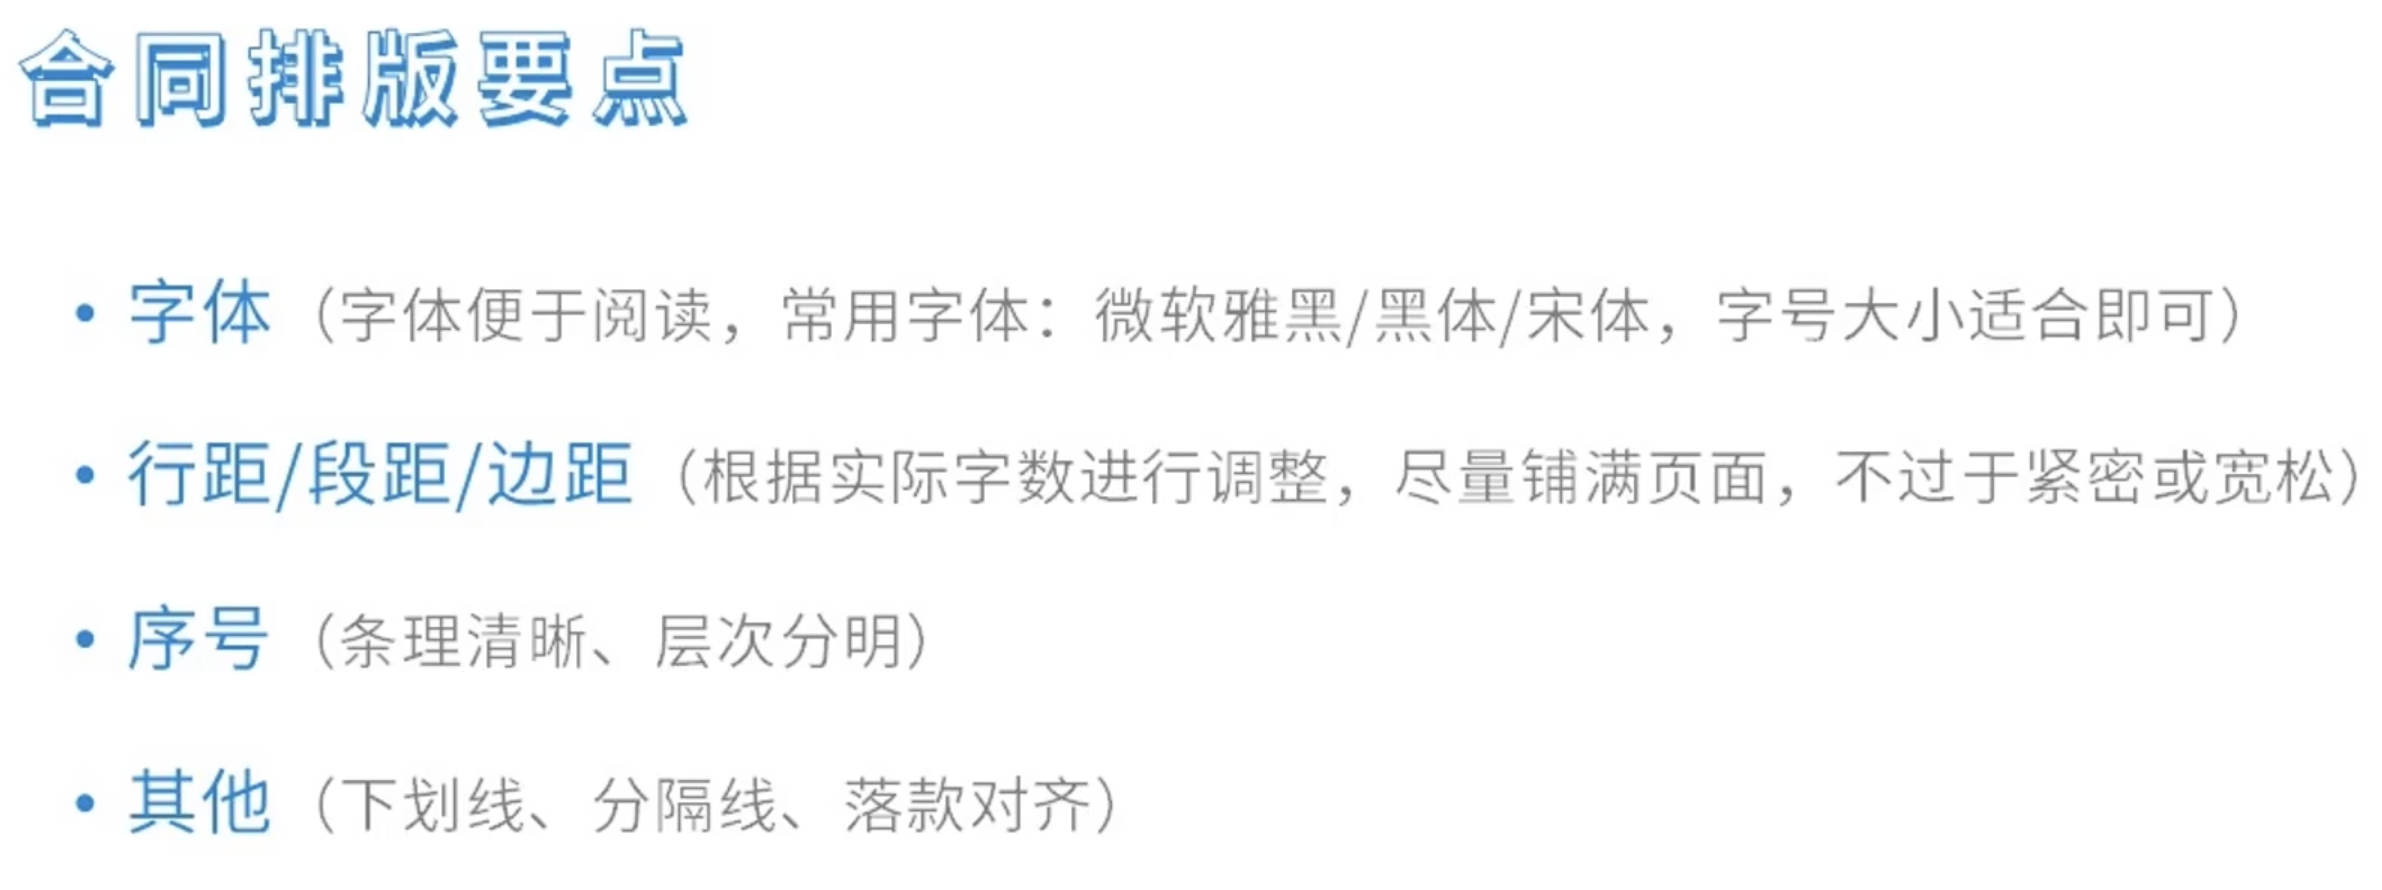 合同排版要点
• 字体（字体便于阅读，常用字体：微软雅黑/黑体/宋体，字号大小适合即可）
• 行距/段距/边距（根据实际字数进行调整，尽量铺满页面，不过于紧密或宽松）
• 序号（条理清晰、层次分明）
• 其他（下划线、分隔线、落款对齐）